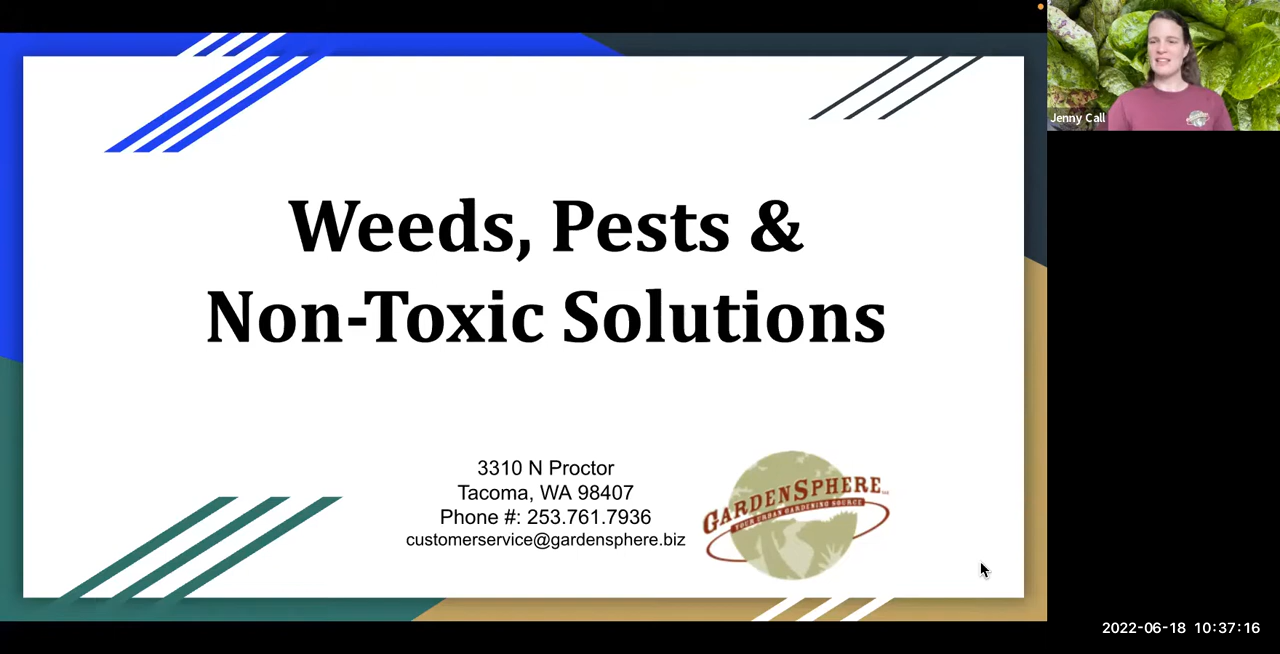 Weeds, Pests &
Non-Toxic Solutions
3310 N Proctor
Tacoma, WA 98407
Phone #: 253.761.7936
customerservice@gardensphere.biz
GARDENSPHERE
YOUR URBAN GARDENING SOURCE
Jenny Call
2022-06-18 10:37:16